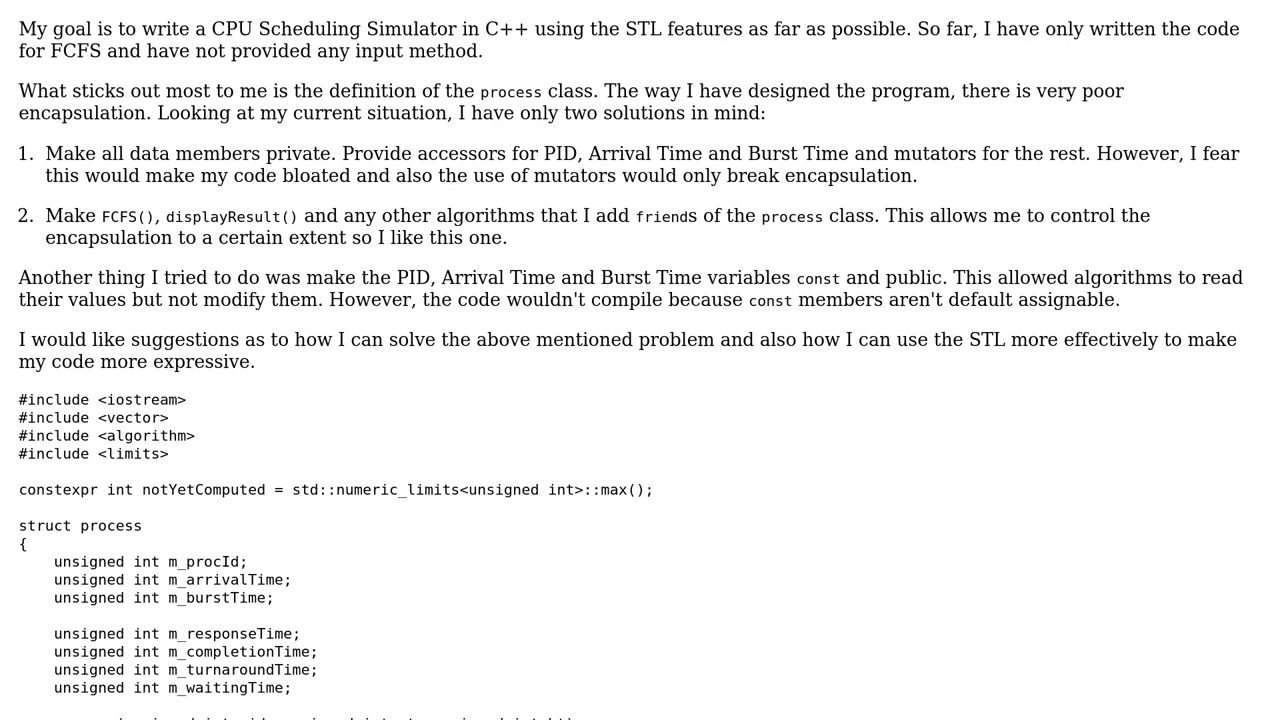 My goal is to write a CPU Scheduling Simulator in C++ using the STL features as far as possible. So far, I have only written the code
for FCFS and have not provided any input method.
What sticks out most to me is the definition of the process class. The way I have designed the program, there is very poor
encapsulation. Looking at my current situation, I have only two solutions in mind:
1. Make all data members private. Provide accessors for PID, Arrival Time and Burst Time and mutators for the rest. However, I fear
this would make my code bloated and also the use of mutators would only break encapsulation.
2. Make FCFS(), displayResult() and any other algorithms that I add friends of the process class. This allows me to control the
encapsulation to a certain extent so I like this one.
Another thing I tried to do was make the PID, Arrival Time and Burst Time variables const and public. This allowed algorithms to read
their values but not modify them. However, the code wouldn't compile because const members aren't default assignable.
I would like suggestions as to how I can solve the above mentioned problem and also how I can use the STL more effectively to make
my code more expressive.
#include <iostream>
#include <vector>
#include <algorithm>
#include <limits>
constexpr int notYetComputed = std::numeric_limits<unsigned int>::max();
struct process
{
    unsigned int m_procId;
    unsigned int m_arrivalTime;
    unsigned int m_burstTime;
    unsigned int m_responseTime;
    unsigned int m_completionTime;
    unsigned int m_turnaroundTime;
    unsigned int m_waitingTime;